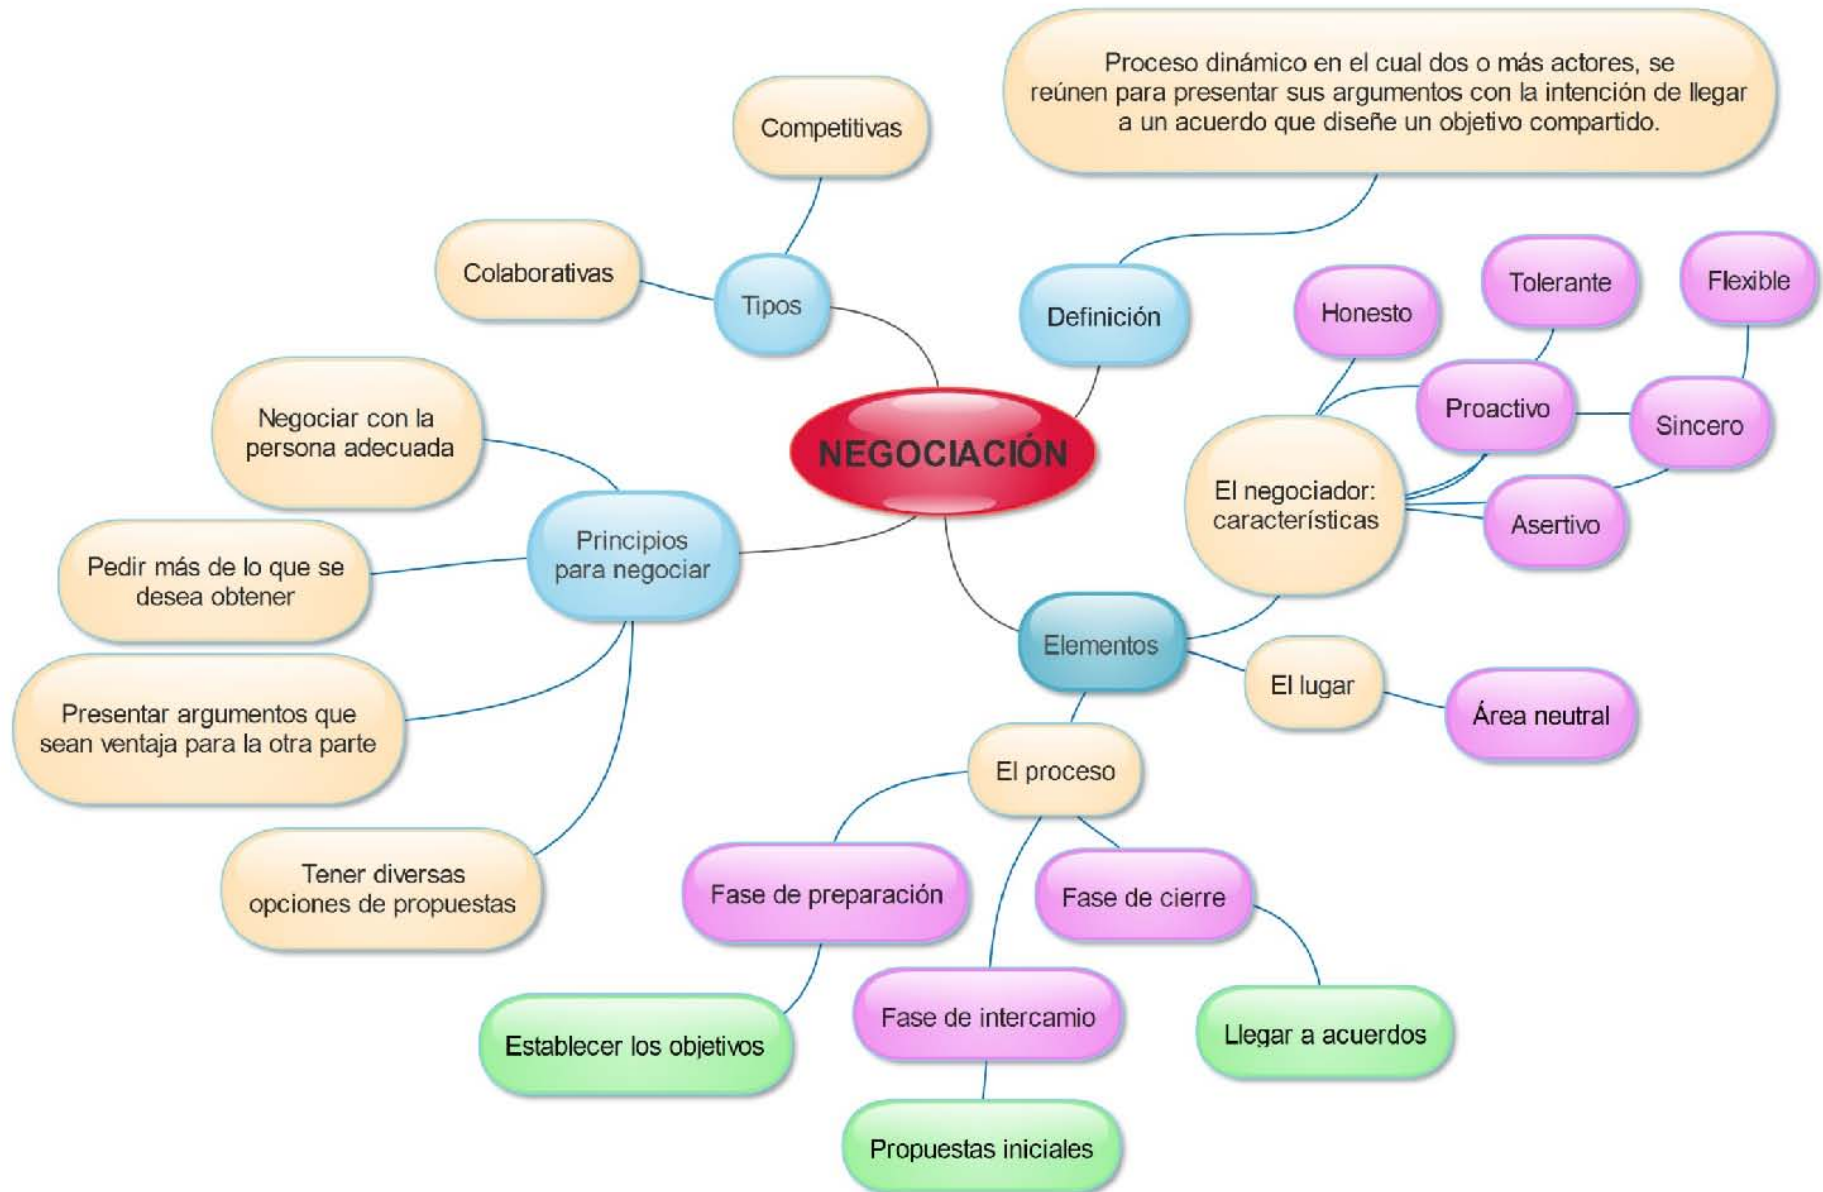 Proceso dinámico en el cual dos o más actores, se
reúnen para presentar sus argumentos con la intención de llegar
a un acuerdo que diseñe un objetivo compartido.
Competitivas
Colaborativas
Tipos
Definición
Honesto
Tolerante
Flexible
Negociar con la
persona adecuada
NEGOCIACIÓN
Proactivo
Sincero
El negociador:
características
Asertivo
Principios
para negociar
Pedir más de lo que se
desea obtener
Elementos
El lugar
Área neutral
Presentar argumentos que
sean ventaja para la otra parte
El proceso
Tener diversas
opciones de propuestas
Fase de preparación
Fase de cierre
Fase de intercamio
Establecer los objetivos
Llegar a acuerdos
Propuestas iniciales